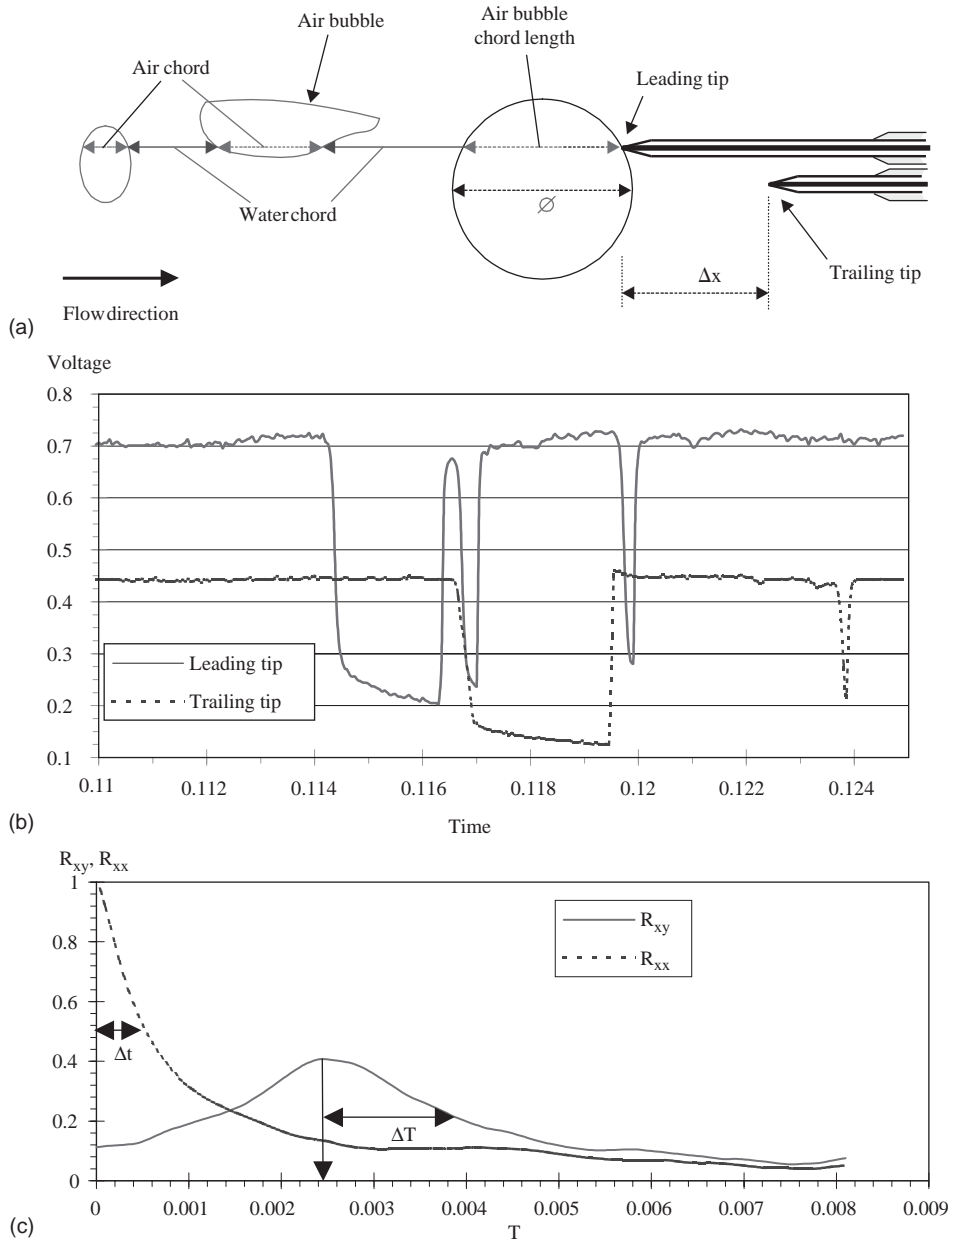 Air bubble
Air bubble
chord length
Air chord
Leading tip
Water chord
∅
Trailing tip
Δx
Flow direction
(a)
Voltage
0.8
0.7
0.6
0.5
0.4
0.3
0.2
0.1
Leading tip
Trailing tip
0.11 0.112 0.114 0.116 0.118 0.12 0.122 0.124
Time
(b)
Rxy, Rxx
1
0.8
0.6
0.4
0.2
0
Rxy
Rxx
Δt
ΔT
0 0.001 0.002 0.003 0.004 0.005 0.006 0.007 0.008 0.009
T
(c)